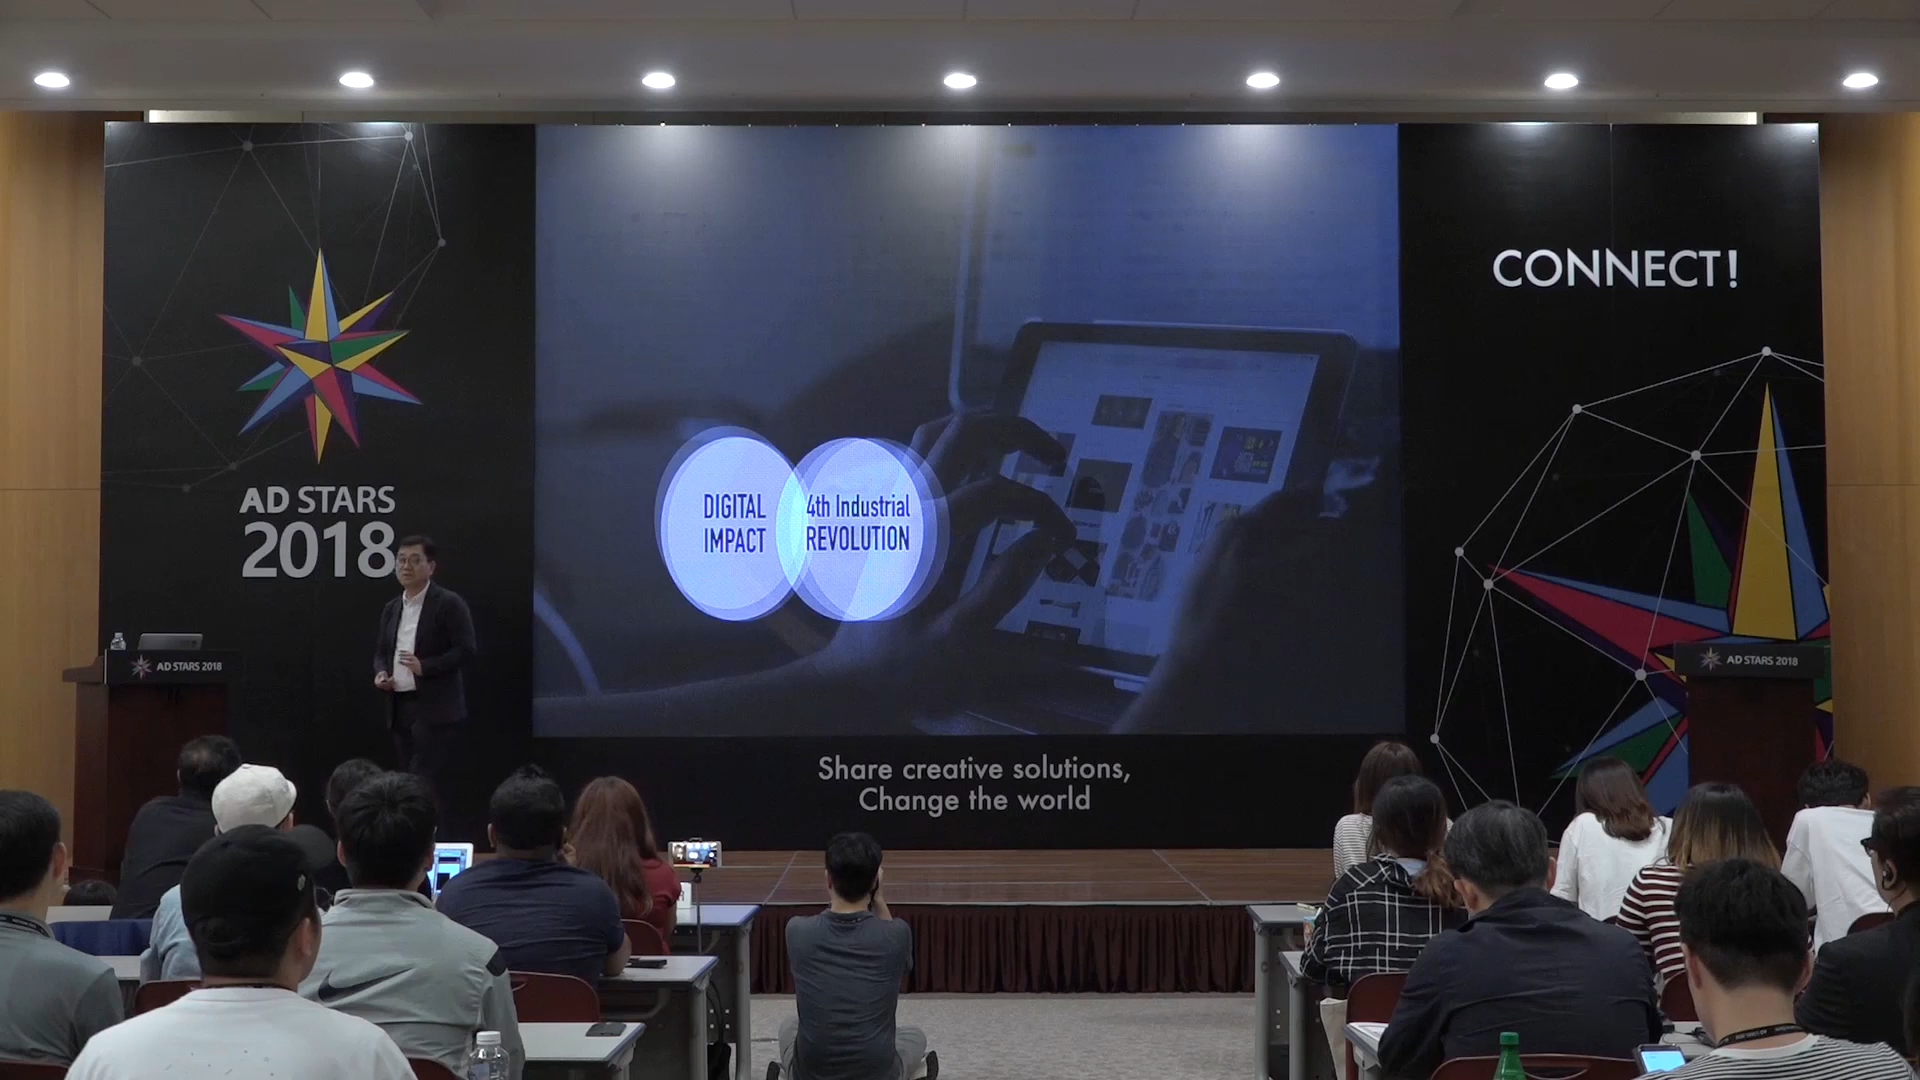 AD STARS
2018
DIGITAL
IMPACT
4th Industrial
REVOLUTION
CONNECT!
AD STARS 2018
AD STARS 2018
Share creative solutions,
Change the world